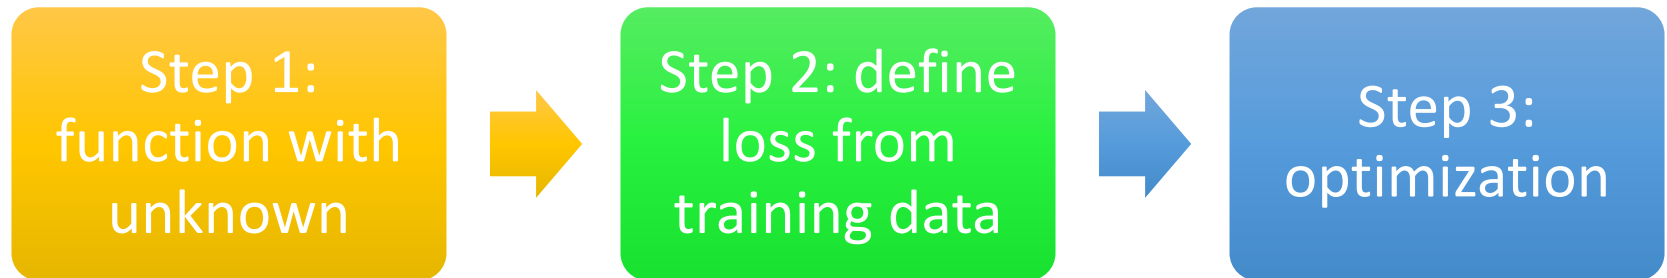 Step 1:
function with
unknown
Step 2: define
loss from
training data
Step 3:
optimization